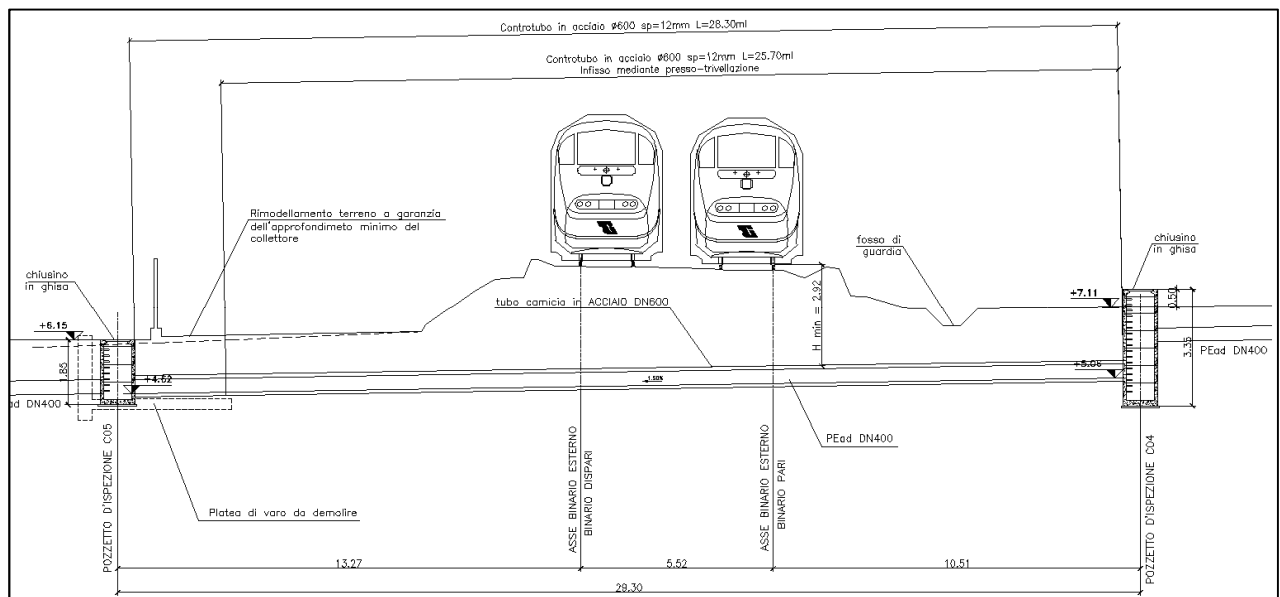 Controtubo in acciaio ø600 sp=12mm L=28.30ml
Controtubo in acciaio ø600 sp=12mm L=25.70ml
Infisso mediante presso-trivellazione
Rimodellamento terreno a garanzia
dell'approfondimeto minimo del
collettore
fosso di
guardia
chiusino
in ghisa
chiusino
in ghisa
+7.11
0.50
tubo camicia in ACCIAIO DN600
H min = 2.92
+6.15
3.35
PEad DN400
1.85
+5.06
+4.62
1.50%
ad DN400
PEad DN400
Platea di varo da demolire
POZZETTO D'ISPEZIONE C05
ASSE BINARIO ESTERNO
BINARIO DISPARI
ASSE BINARIO ESTERNO
BINARIO PARI
POZZETTO D'ISPEZIONE C04
13.27
5.52
10.51
29.30